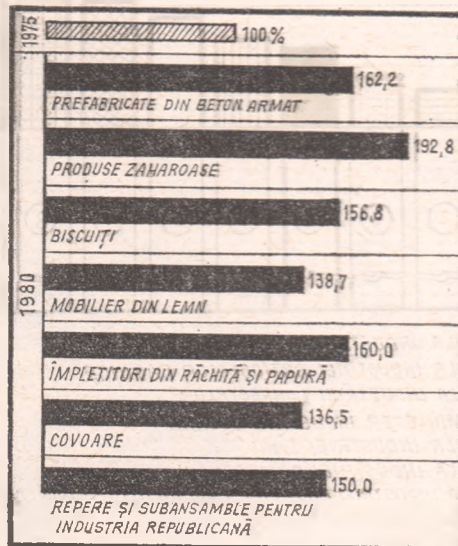 1975
100%
162,2
PREFABRICATE DIN BETON ARMAT
192,8
PRODUSE ZAHAROASE
156,8
BISCUIȚI
138,7
MOBILIER DIN LEMN
1980
160,0
ÎMPLETITURI DIN RĂCHITĂ ȘI PAPURĂ
136,5
COVOARE
150,0
REPERE ȘI SUBANSAMBLE PENTRU
INDUSTRIA REPUBLICANĂ